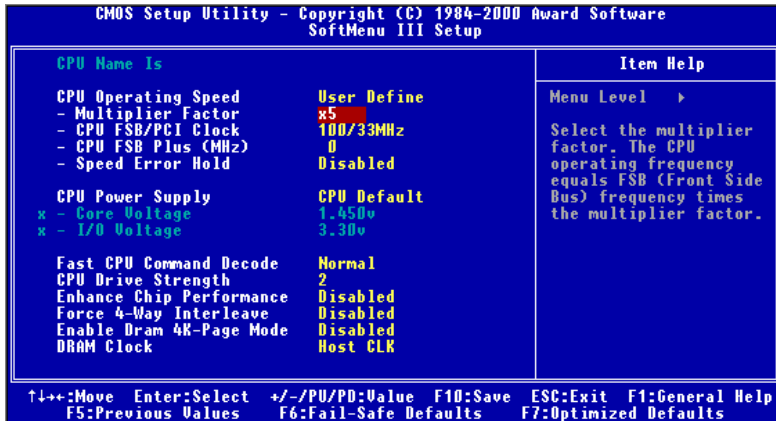 CMOS Setup Utility – Copyright (C) 1984-2000 Award Software
SoftMenu III Setup
CPU Name Is
CPU Operating Speed User Define
- Multiplier Factor x5
- CPU FSB/PCI Clock 100/33MHz
- CPU FSB Plus (MHz) 0
- Speed Error Hold Disabled
CPU Power Supply CPU Default
x - Core Voltage 1.450v
x - I/O Voltage 3.30v
Fast CPU Command Decode Normal
CPU Drive Strength 2
Enhance Chip Performance Disabled
Force 4-Way Interleave Disabled
Enable Dram 4K-Page Mode Disabled
DRAM Clock Host CLK
Item Help
Menu Level ▸
Select the multiplier
factor. The CPU
operating frequency
equals FSB (Front Side
Bus) frequency times
the multiplier factor.
↑↓→←:Move Enter:Select +/-/PU/PD:Value F10:Save ESC:Exit F1:General Help
F5:Previous Values F6:Fail-Safe Defaults F7:Optimized Defaults